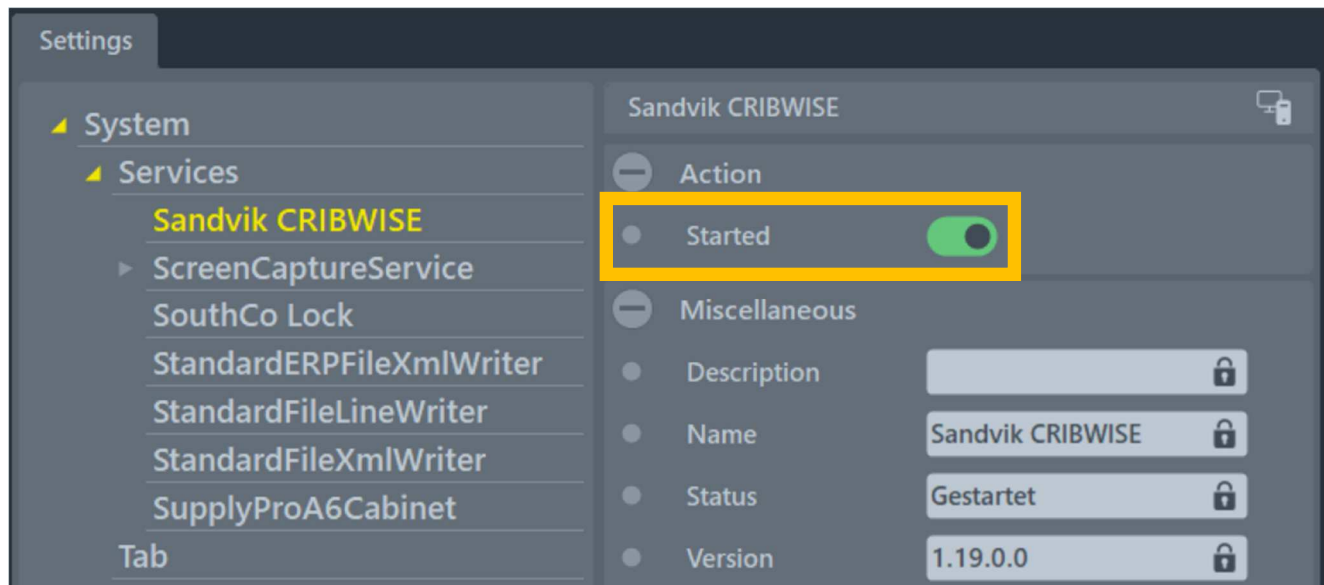 Settings
System
Services
Sandvik CRIBWISE
ScreenCaptureService
SouthCo Lock
StandardERPFileXmlWriter
StandardFileLineWriter
StandardFileXmlWriter
SupplyProA6Cabinet
Tab
Sandvik CRIBWISE
Action
Started
Miscellaneous
Description
Name Sandvik CRIBWISE
Status Gestartet
Version 1.19.0.0